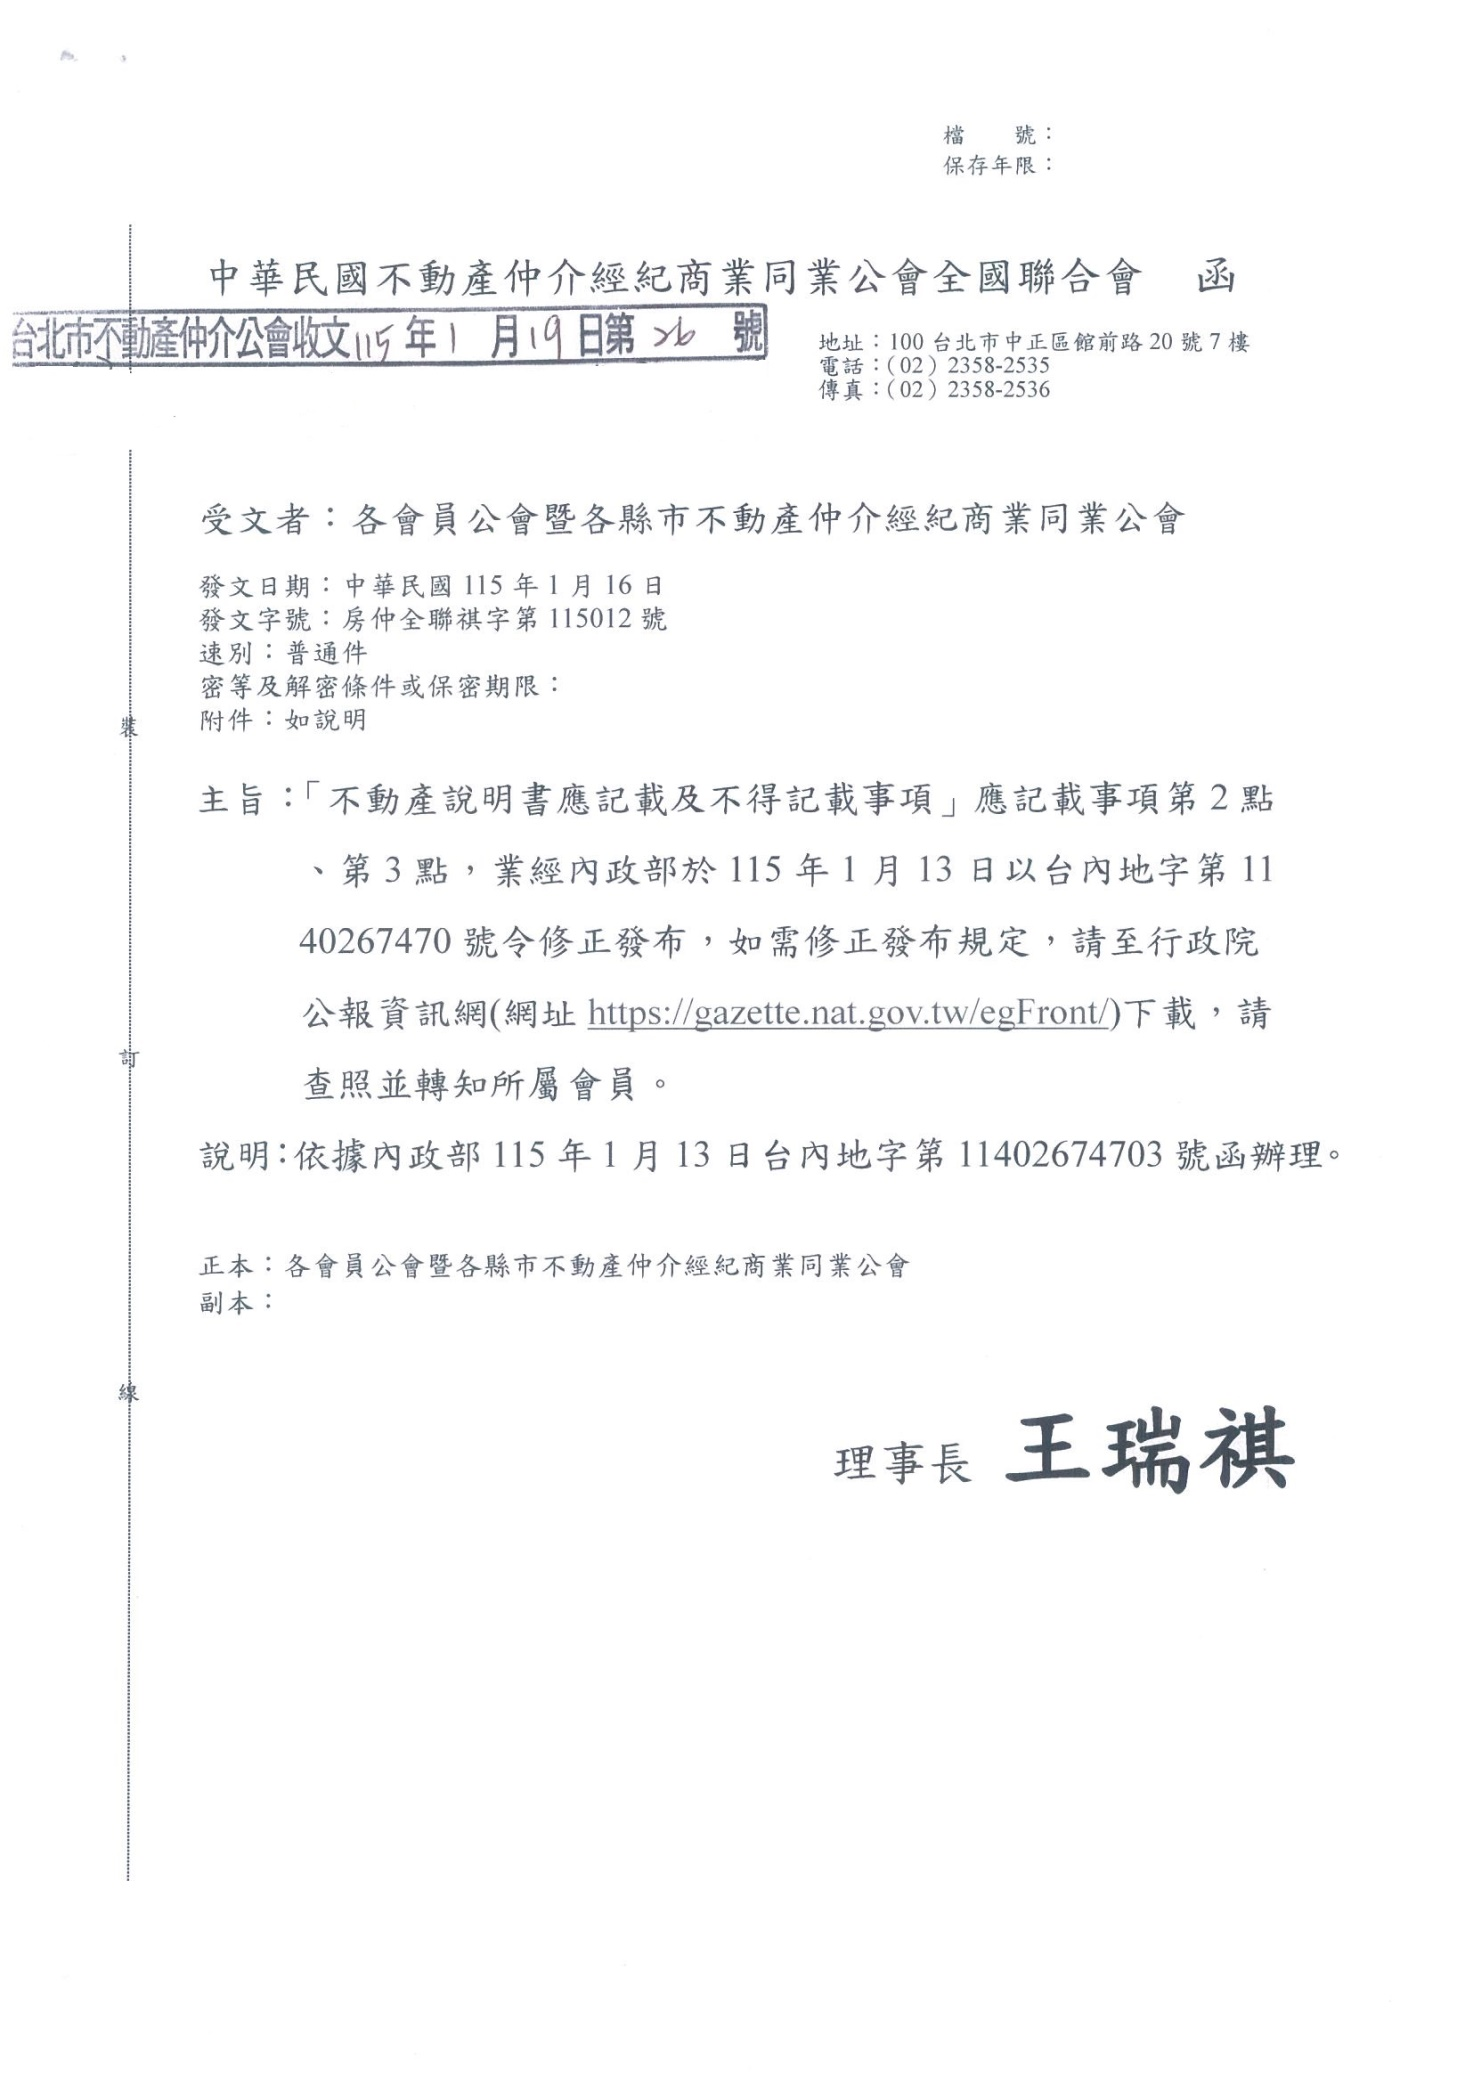 檔　　號：
保存年限：
中華民國不動產仲介經紀商業同業公會全國聯合會　函
台北市不動產仲介公會收文115年1月19日第26號
地址：100台北市中正區館前路20號7樓
電話：(02) 2358-2535
傳真：(02) 2358-2536
受文者：各會員公會暨各縣市不動產仲介經紀商業同業公會
發文日期：中華民國115年1月16日
發文字號：房仲全聯祺字第115012號
速別：普通件
密等及解密條件或保密期限：
附件：如說明
主旨：「不動產說明書應記載及不得記載事項」應記載事項第2點
、第3點，業經內政部於115年1月13日以台內地字第11
40267470號令修正發布，如需修正發布規定，請至行政院
公報資訊網(網址 https://gazette.nat.gov.tw/egFront/)下載，請
查照並轉知所屬會員。
說明：依據內政部115年1月13日台內地字第11402674703號函辦理。
正本：各會員公會暨各縣市不動產仲介經紀商業同業公會
副本：
理事長 王瑞祺
裝
訂
線